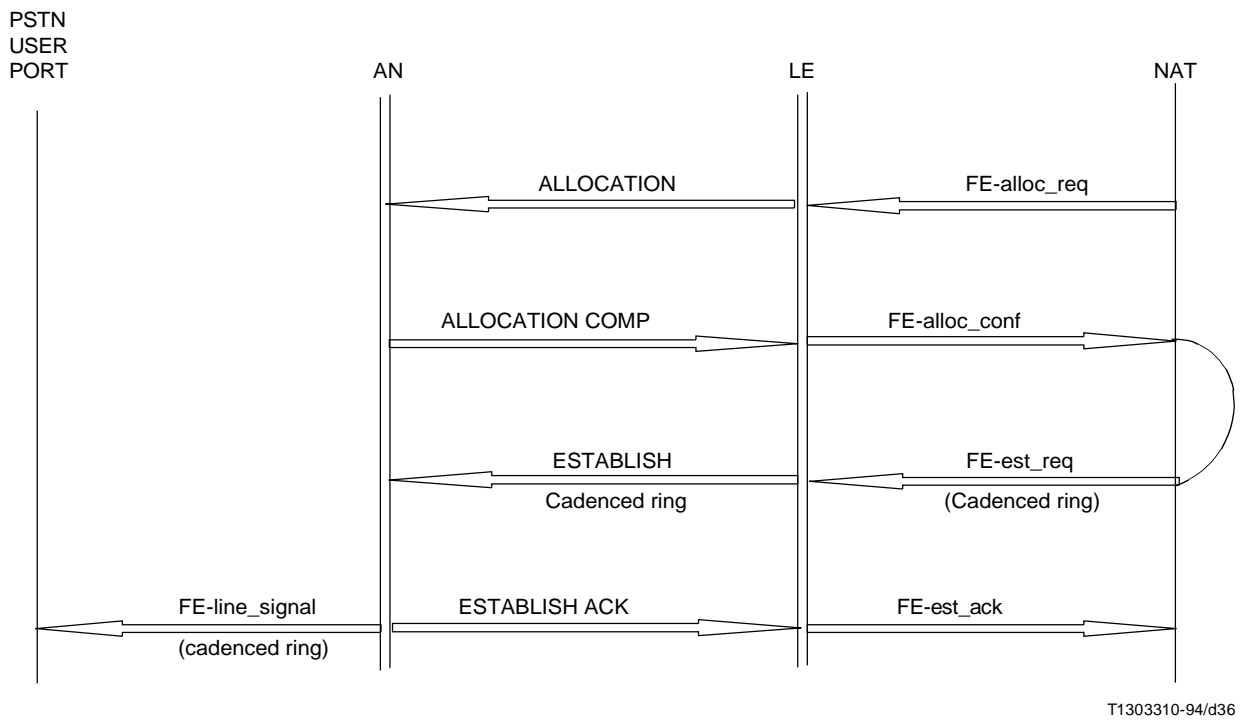 PSTN
USER
PORT
AN
LE
NAT
ALLOCATION
FE-alloc_req
ALLOCATION COMP
FE-alloc_conf
ESTABLISH
Cadenced ring
FE-est_req
(Cadenced ring)
FE-line_signal
(cadenced ring)
ESTABLISH ACK
FE-est_ack
T1303310-94/d36